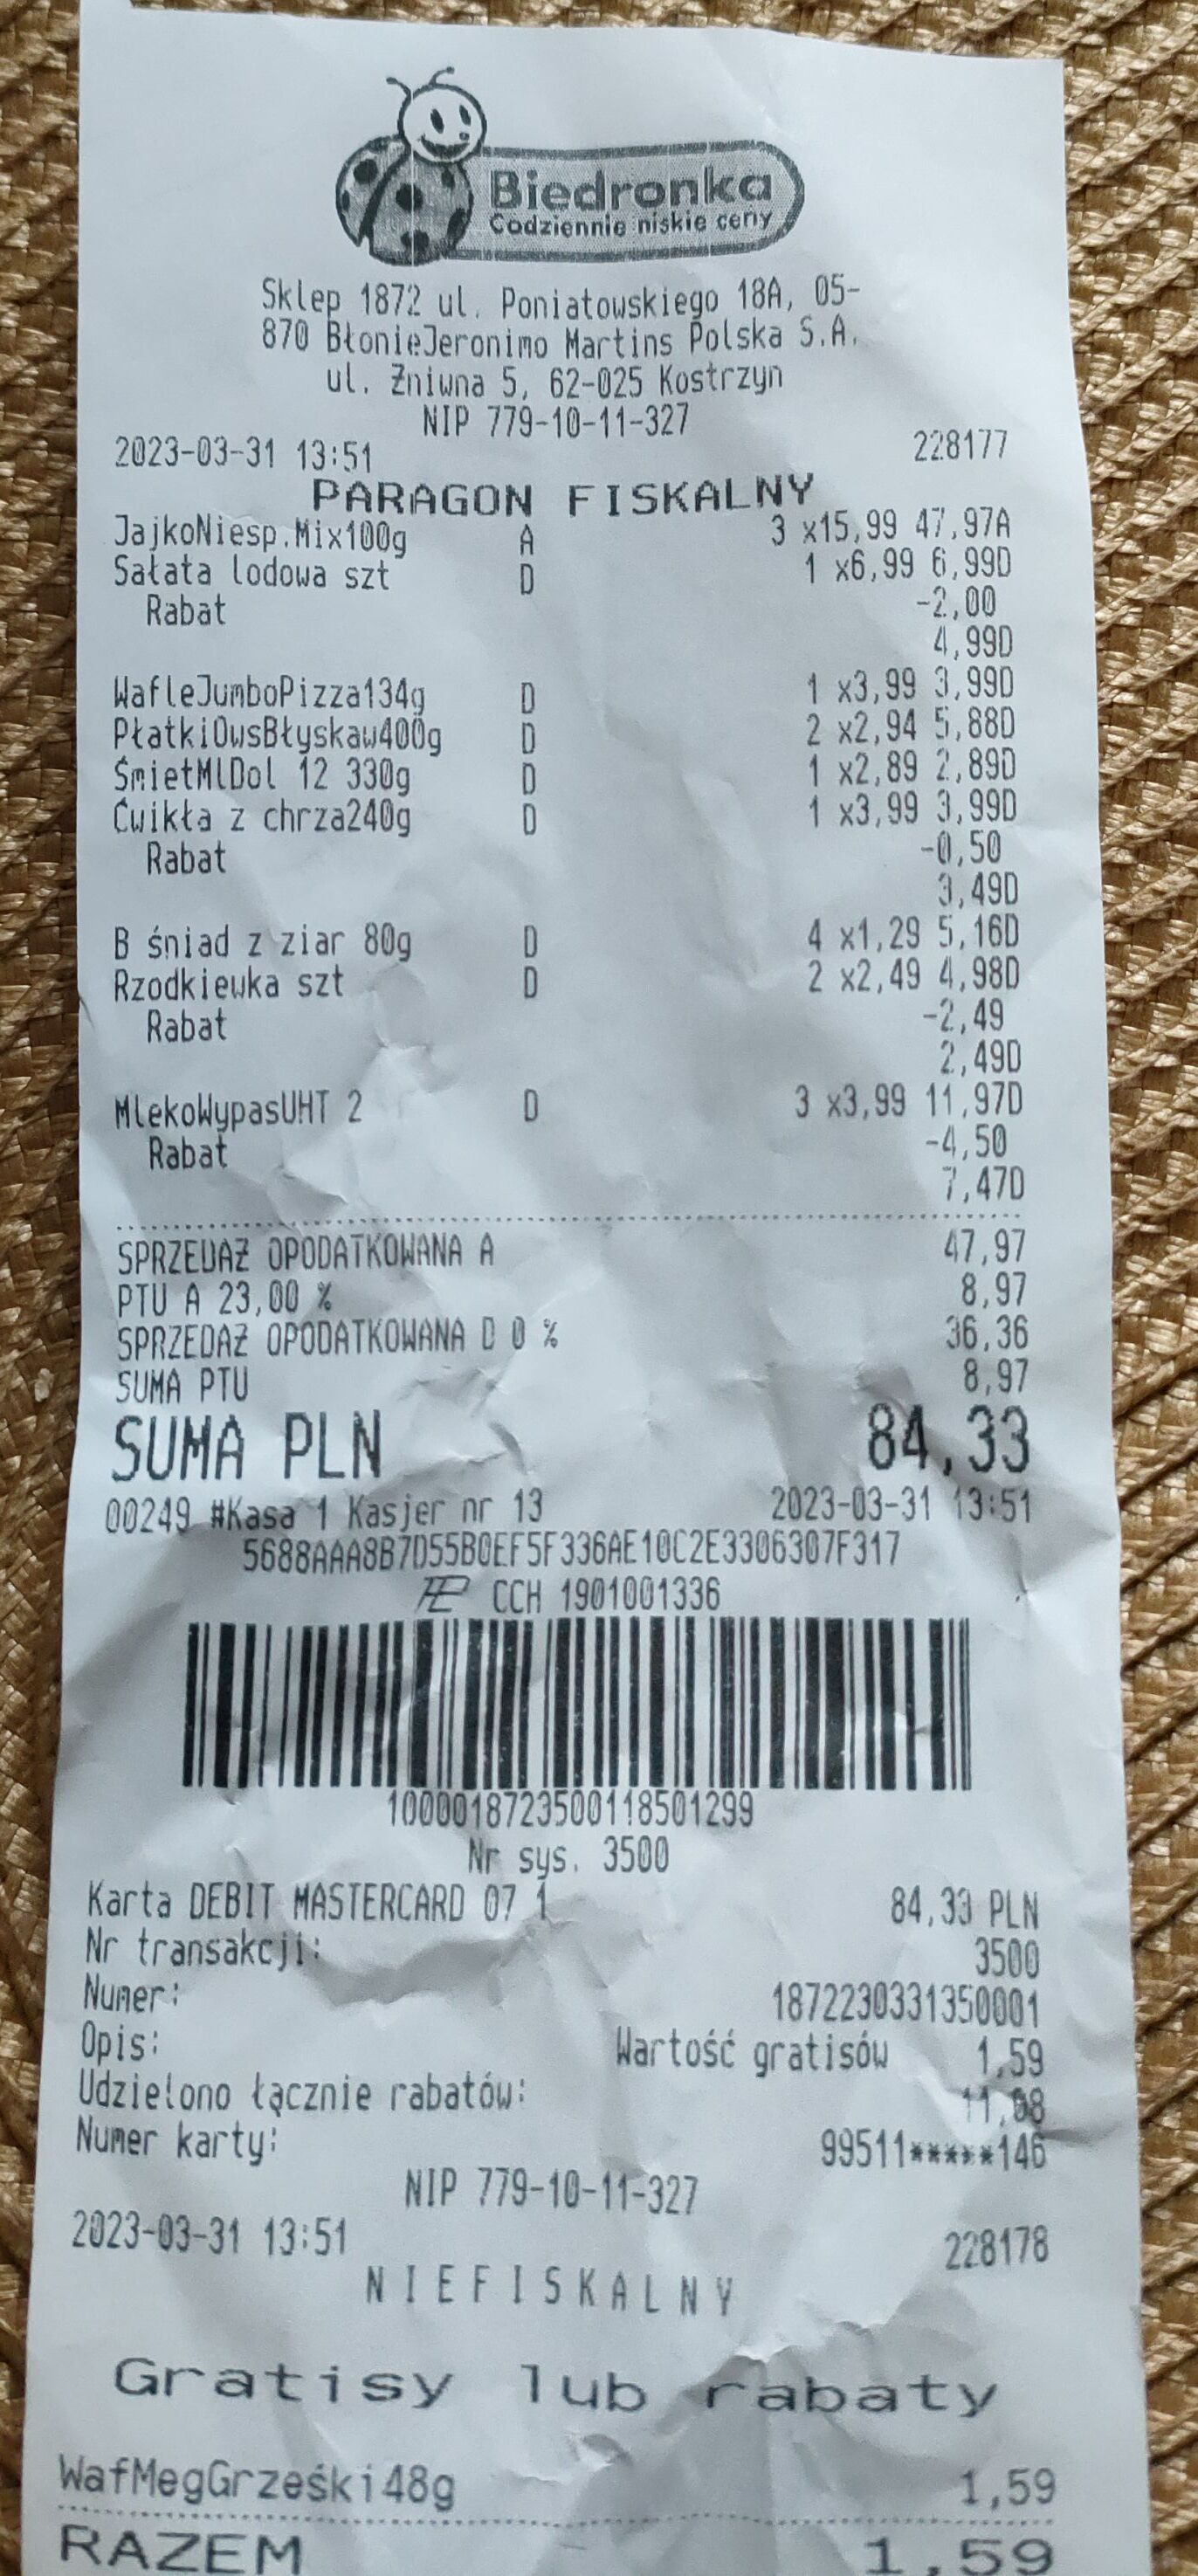 Biedronka
Codziennie niskie ceny
Sklep 1872 ul. Poniatowskiego 18A, 05-
870 BłonieJeronimo Martins Polska S.A.
ul. Żniwna 5, 62-025 Kostrzyn
NIP 779-10-11-327
2023-03-31 13:51 228177
PARAGON FISKALNY
JajkoNiesp.Mix100g A 3 x15,99 47,97A
Sałata lodowa szt D 1 x6,99 6,99D
Rabat -2,00
4,99D
WafleJumboPizza134g D 1 x3,99 3,99D
PłatkiOwsBłyskaw400g D 2 x2,94 5,88D
ŚmietMlDol 12 330g D 1 x2,89 2,89D
Ćwikła z chrza240g D 1 x3,99 3,99D
Rabat -0,50
3,49D
B śniad z ziar 80g D 4 x1,29 5,16D
Rzodkiewka szt D 2 x2,49 4,98D
Rabat -2,49
2,49D
MlekoWypasUHT 2 D 3 x3,99 11,97D
Rabat -4,50
7,47D
SPRZEDAŻ OPODATKOWANA A 47,97
PTU A 23,00 % 8,97
SPRZEDAŻ OPODATKOWANA D 0 % 36,36
SUMA PTU 8,97
SUMA PLN 84,33
00249 #Kasa 1 Kasjer nr 13 2023-03-31 13:51
5688AAA8B7D55B0EF5F336AE10C2E3306307F317
CCH 1901001336
1000018723500118501299
Nr sys. 3500
Karta DEBIT MASTERCARD 07 1 84,33 PLN
Nr transakcji: 3500
Numer: 1872230331350001
Opis: Wartość gratisów 1,59
Udzielono łącznie rabatów: 11,08
Numer karty: 99511*****146
NIP 779-10-11-327
2023-03-31 13:51 228178
NIEFISKALNY
Gratisy lub rabaty
WafMegGrześki48g 1,59
RAZEM 1,59